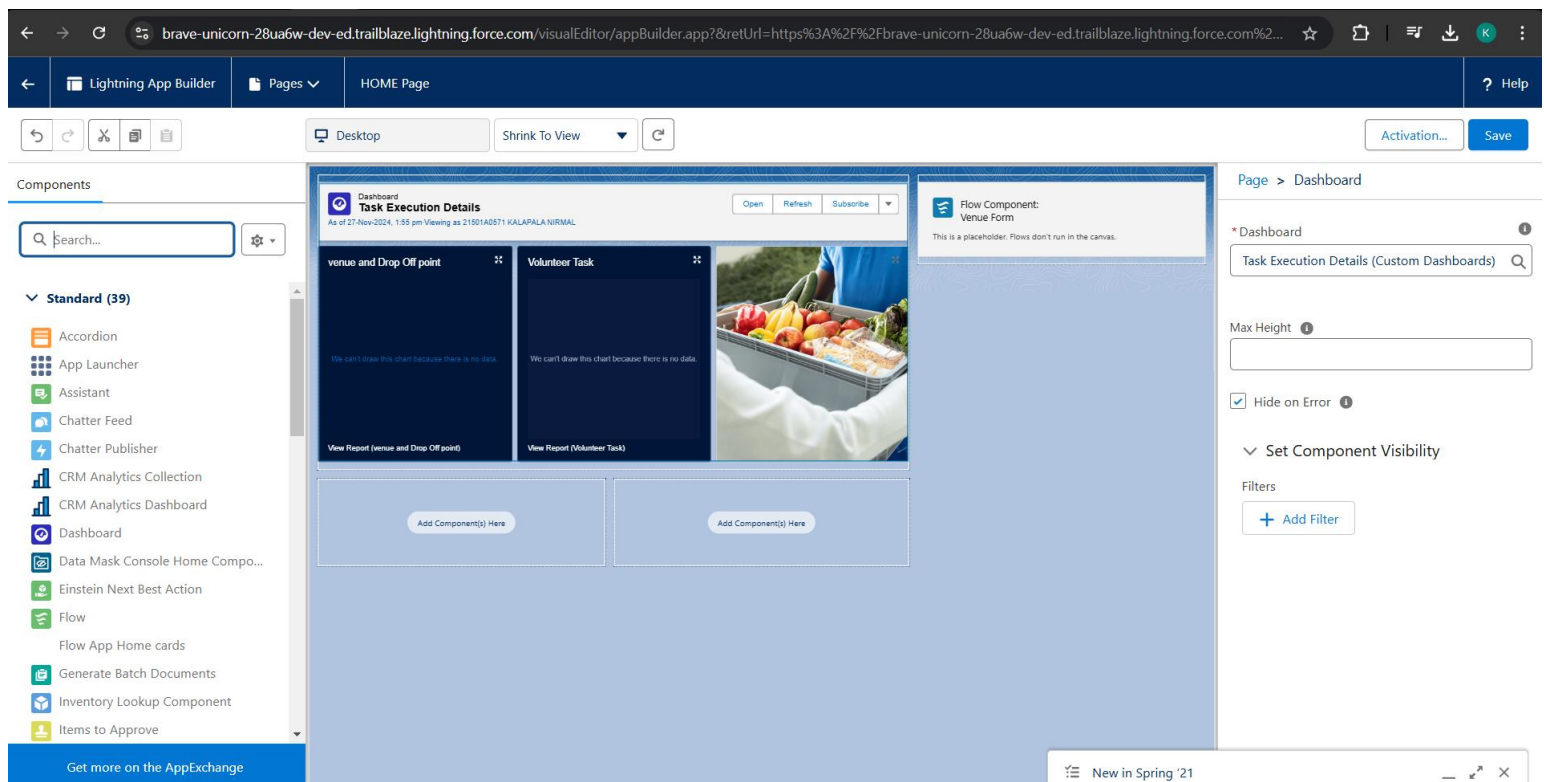 brave-unicorn-28ua6w-dev-ed.trailblaze.lightning.force.com/visualEditor/appBuilder.app?&retUrl=https%3A%2F%2Fbrave-unicorn-28ua6w-dev-ed.trailblaze.lightning.force.com%2... K
Lightning App Builder Pages HOME Page ? Help
Desktop Shrink To View Activation... Save
Components
Search...
Standard (39)
Accordion
App Launcher
Assistant
Chatter Feed
Chatter Publisher
CRM Analytics Collection
CRM Analytics Dashboard
Dashboard
Data Mask Console Home Compo...
Einstein Next Best Action
Flow
Flow App Home cards
Generate Batch Documents
Inventory Lookup Component
Items to Approve
Get more on the AppExchange
Dashboard
Task Execution Details
As of 27-Nov-2024, 1:55 pm·Viewing as 21501A0571 KALAPALA NIRMAL
Open Refresh Subscribe
venue and Drop Off point
We can't draw this chart because there is no data.
View Report (venue and Drop Off point)
Volunteer Task
We can't draw this chart because there is no data.
View Report (Volunteer Task)
Add Component(s) Here
Add Component(s) Here
Flow Component:
Venue Form
This is a placeholder. Flows don't run in the canvas.
Page > Dashboard
*Dashboard
Task Execution Details (Custom Dashboards)
Max Height
Hide on Error
Set Component Visibility
Filters
+ Add Filter
New in Spring '21